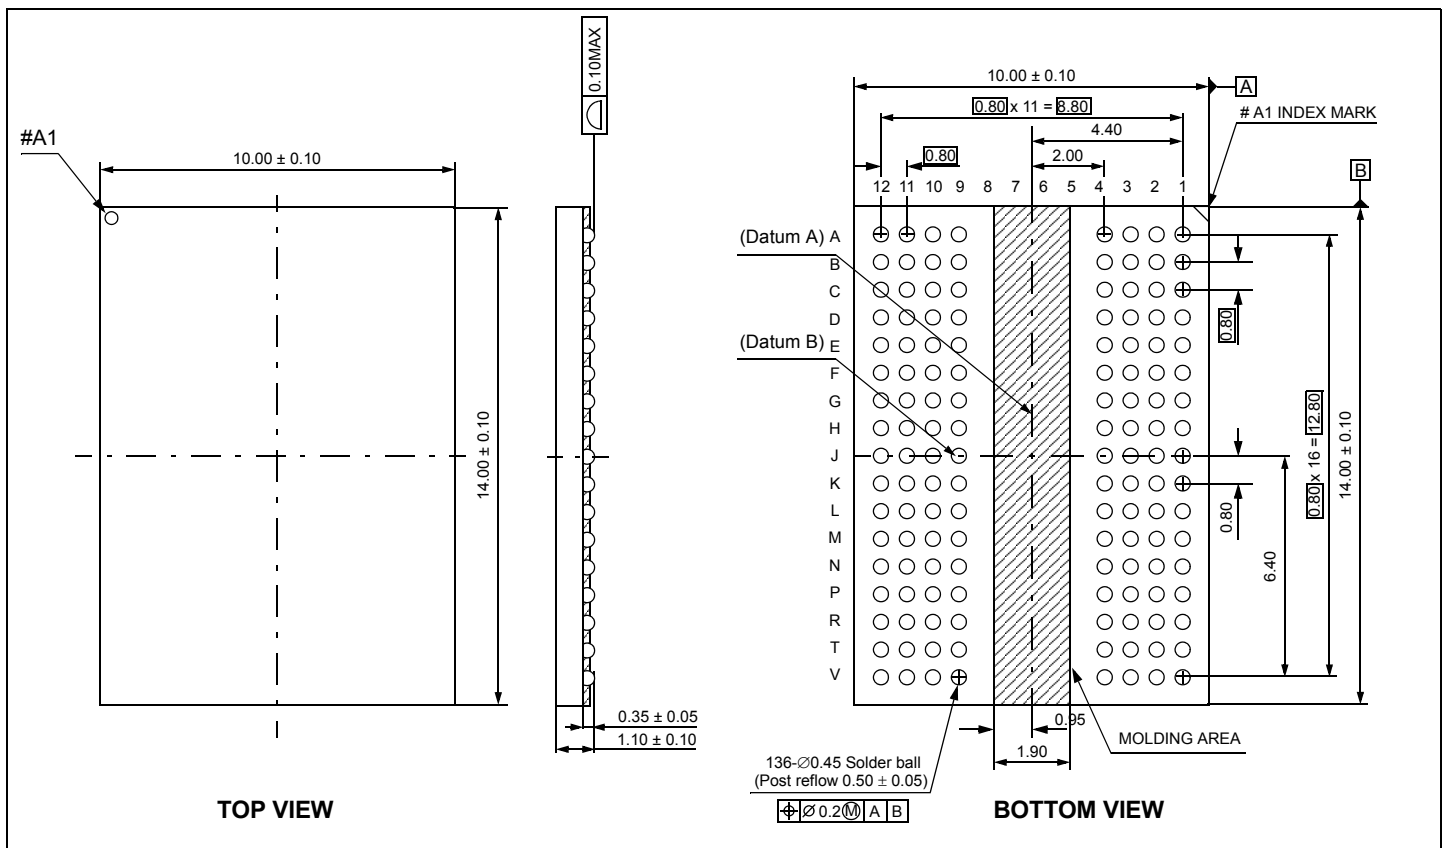 0.10MAX
#A1
10.00 ± 0.10
14.00 ± 0.10
0.35 ± 0.05
1.10 ± 0.10
TOP VIEW
10.00 ± 0.10
A
0.80 x 11 = 8.80
# A1 INDEX MARK
4.40
0.80
2.00
B
12 11 10 9 8 7 6 5 4 3 2 1
(Datum A)
A
B
C
D
(Datum B)
E
F
G
H
J
K
L
M
N
P
R
T
V
0.80
0.80 x 16 = 12.80
14.00 ± 0.10
0.80
6.40
0.95
1.90
MOLDING AREA
136-∅0.45 Solder ball
(Post reflow 0.50 ± 0.05)
⌖ ∅ 0.2 Ⓜ A B
BOTTOM VIEW